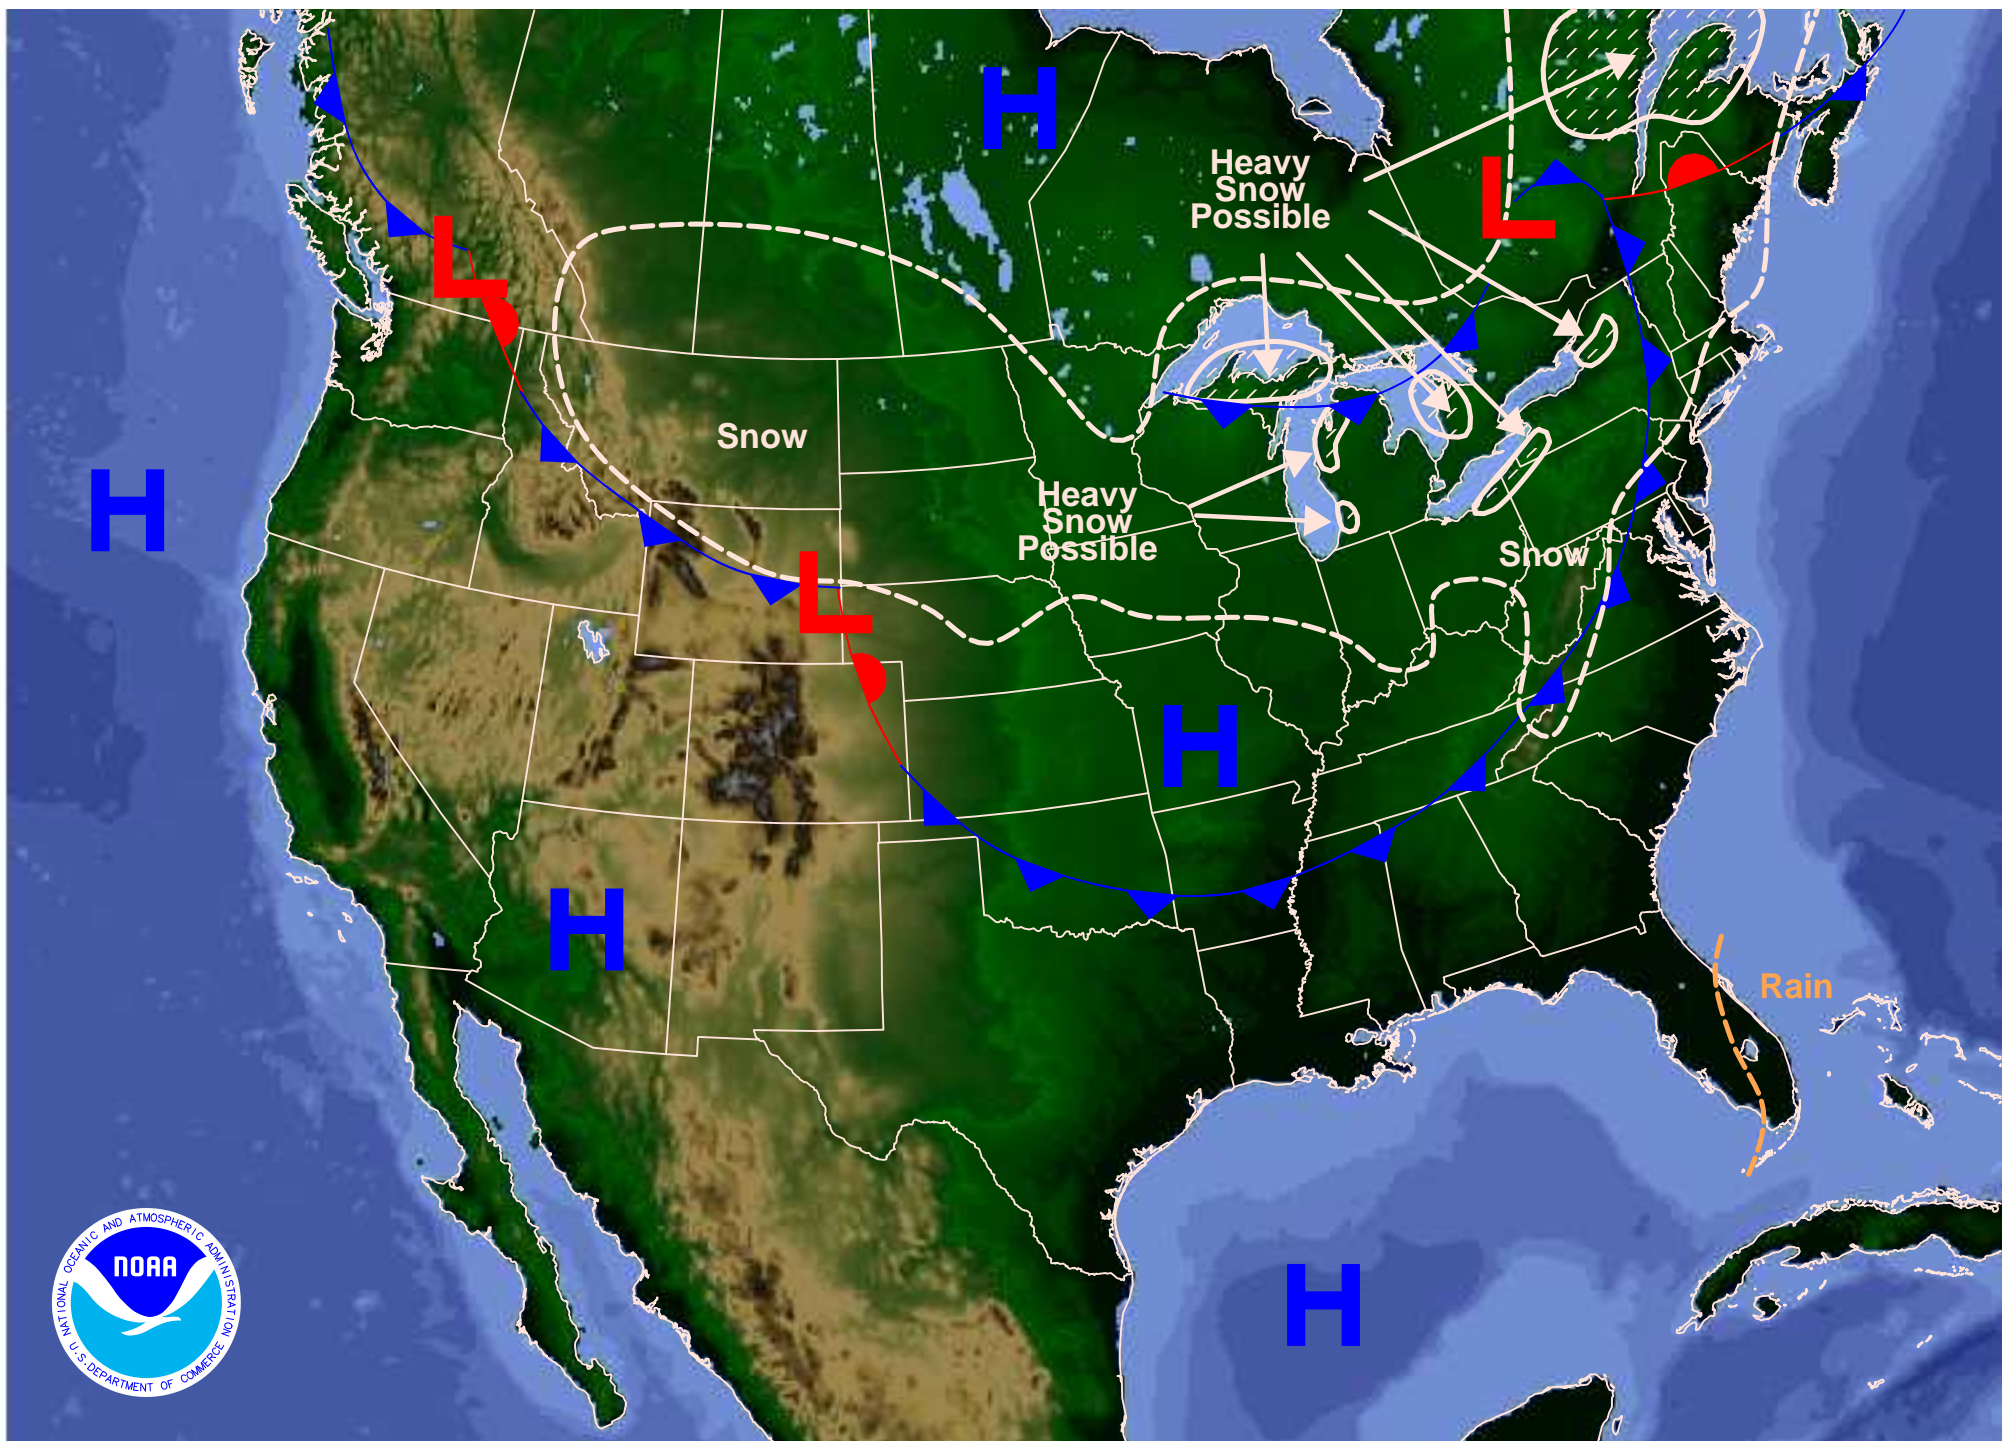 H
Heavy
Snow
Possible
L
L
Snow
H
Heavy
Snow
Possible
Snow
L
H
H
Rain
H
NATIONAL OCEANIC AND ATMOSPHERIC ADMINISTRATION
NOAA
U.S. DEPARTMENT OF COMMERCE